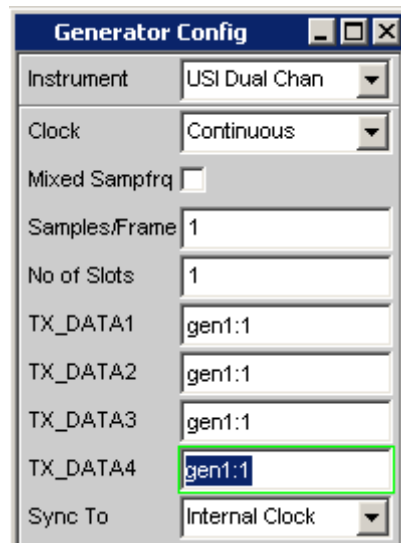 Generator Config
Instrument USI Dual Chan
Clock Continuous
Mixed Sampfrq
Samples/Frame 1
No of Slots 1
TX_DATA1 gen1:1
TX_DATA2 gen1:1
TX_DATA3 gen1:1
TX_DATA4 gen1:1
Sync To Internal Clock